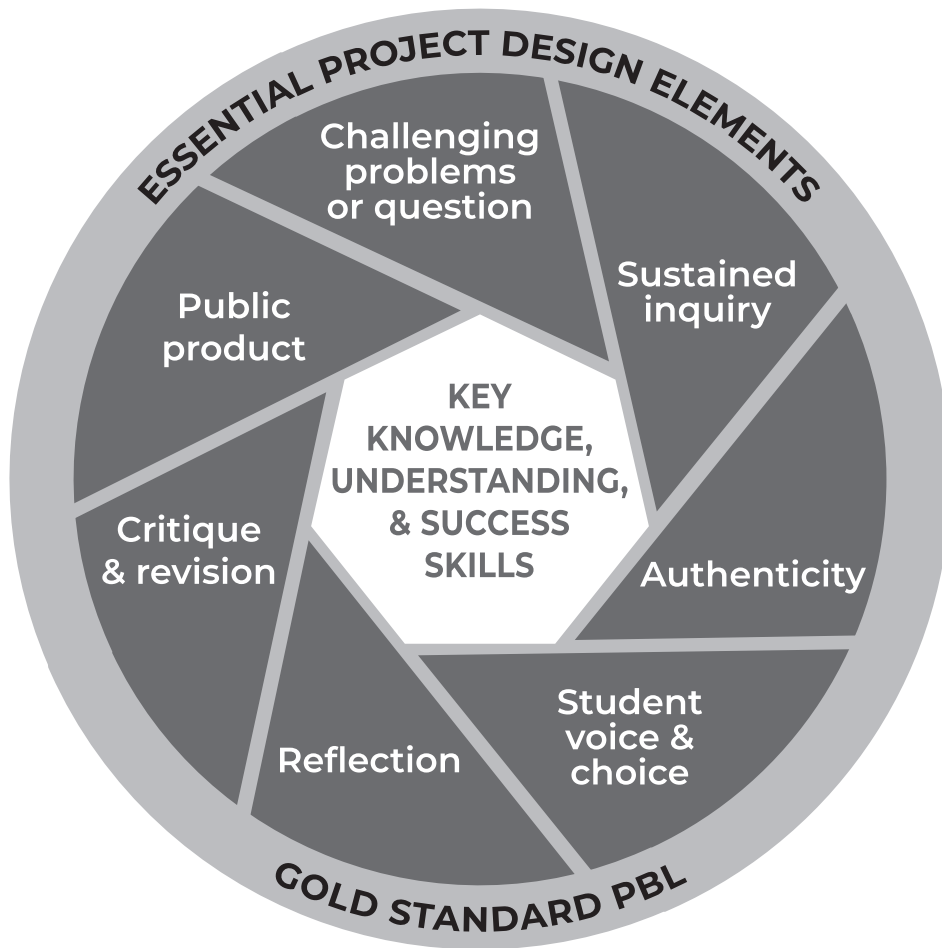 ESSENTIAL PROJECT DESIGN ELEMENTS
Challenging
problems
or question
Sustained
inquiry
Authenticity
Student
voice &
choice
Reflection
Critique
& revision
Public
product
KEY
KNOWLEDGE,
UNDERSTANDING,
& SUCCESS
SKILLS
GOLD STANDARD PBL